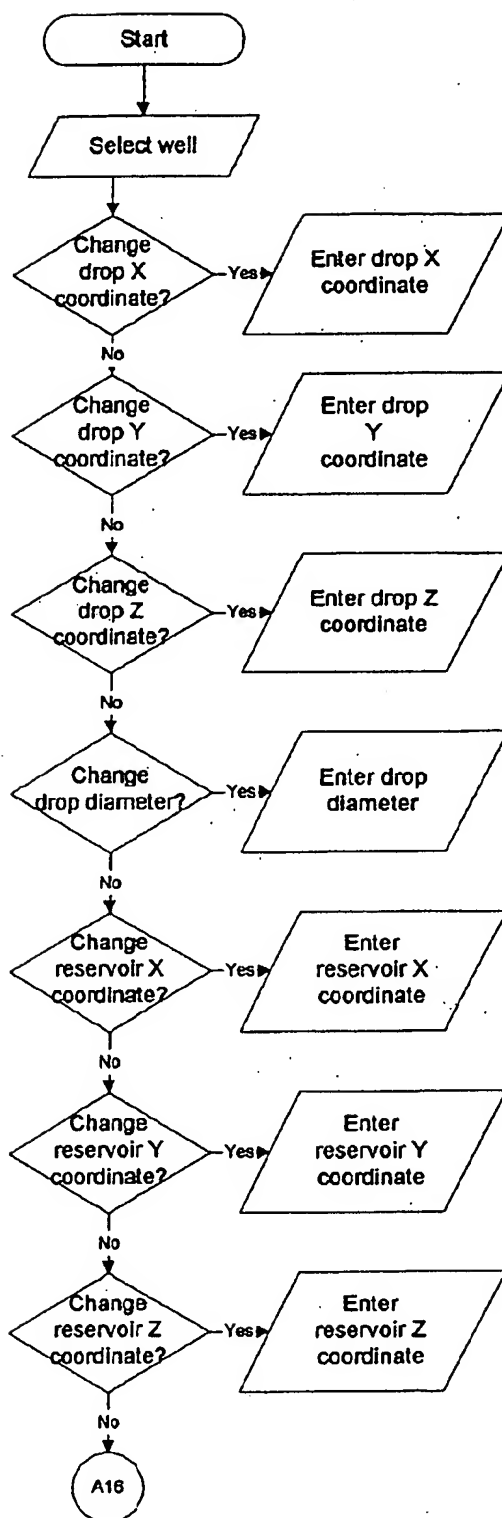 Start
Select well
Change
drop X
coordinate?
Yes
Enter drop X
coordinate
No
Change
drop Y
coordinate?
Yes
Enter drop
Y
coordinate
No
Change
drop Z
coordinate?
Yes
Enter drop Z
coordinate
No
Change
drop diameter?
Yes
Enter drop
diameter
No
Change
reservoir X
coordinate?
Yes
Enter
reservoir X
coordinate
No
Change
reservoir Y
coordinate?
Yes
Enter
reservoir Y
coordinate
No
Change
reservoir Z
coordinate?
Yes
Enter
reservoir Z
coordinate
No
A16